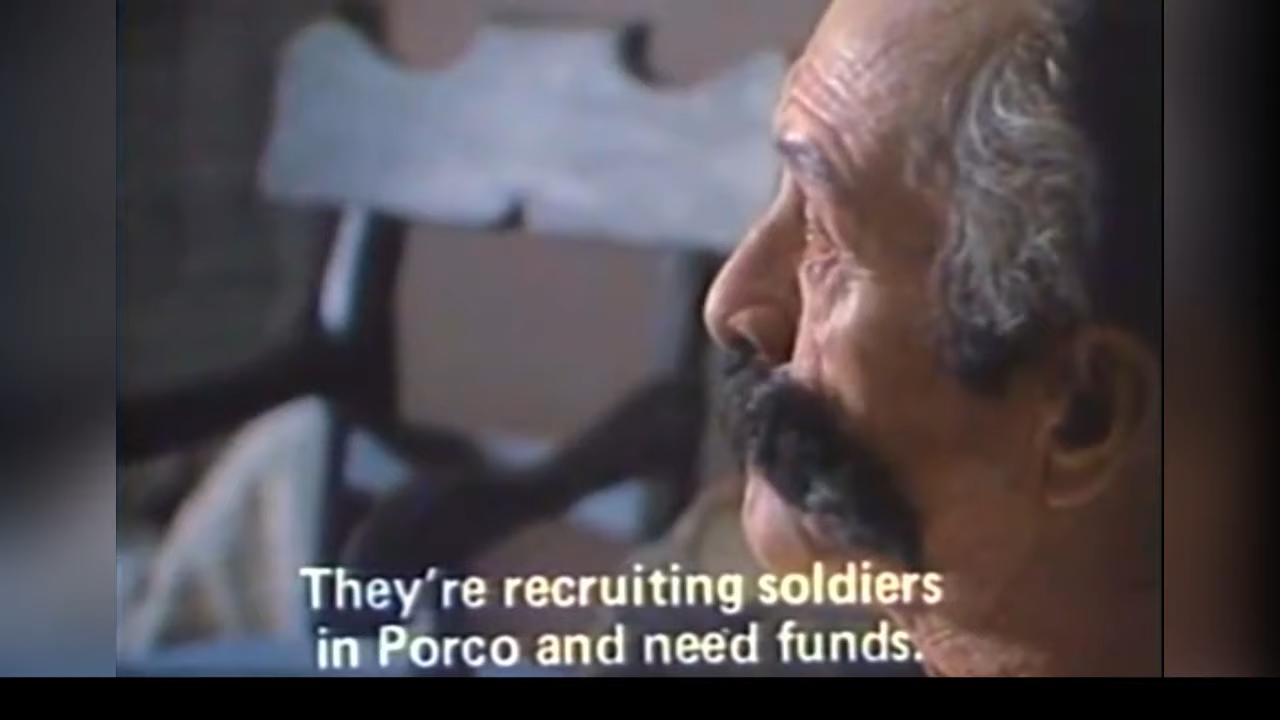 They're recruiting soldiers
in Porco and need funds.